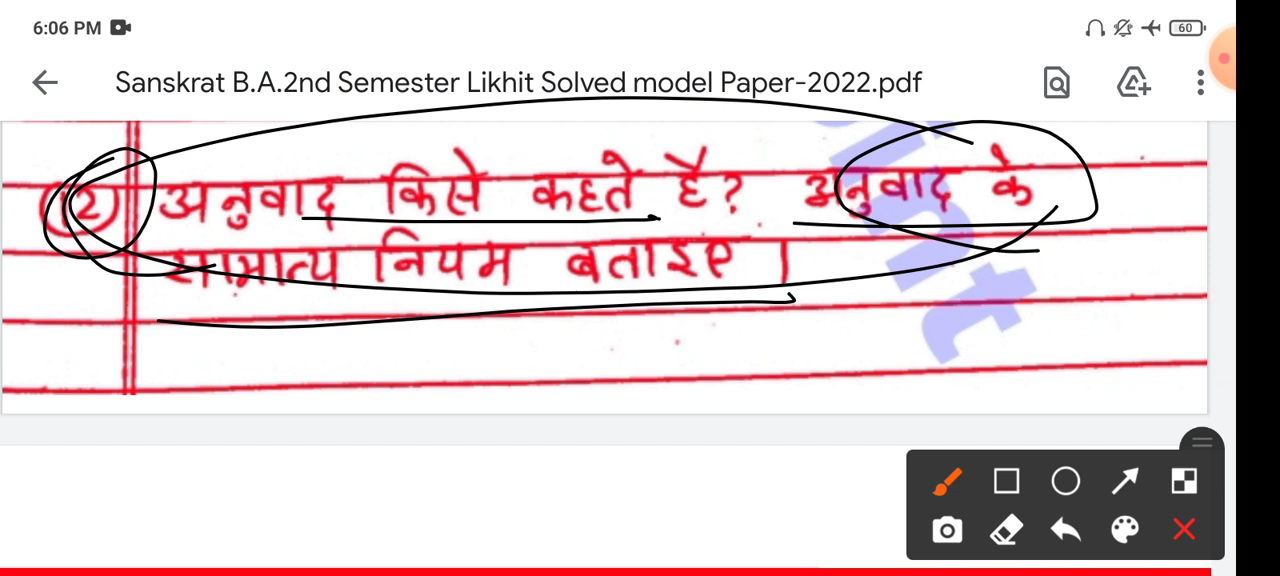 6:06 PM
60
Sanskrat B.A.2nd Semester Likhit Solved model Paper-2022.pdf
2 अनुवाद किसे कहते है? अनुवाद के
सामान्य नियम बताइए ।